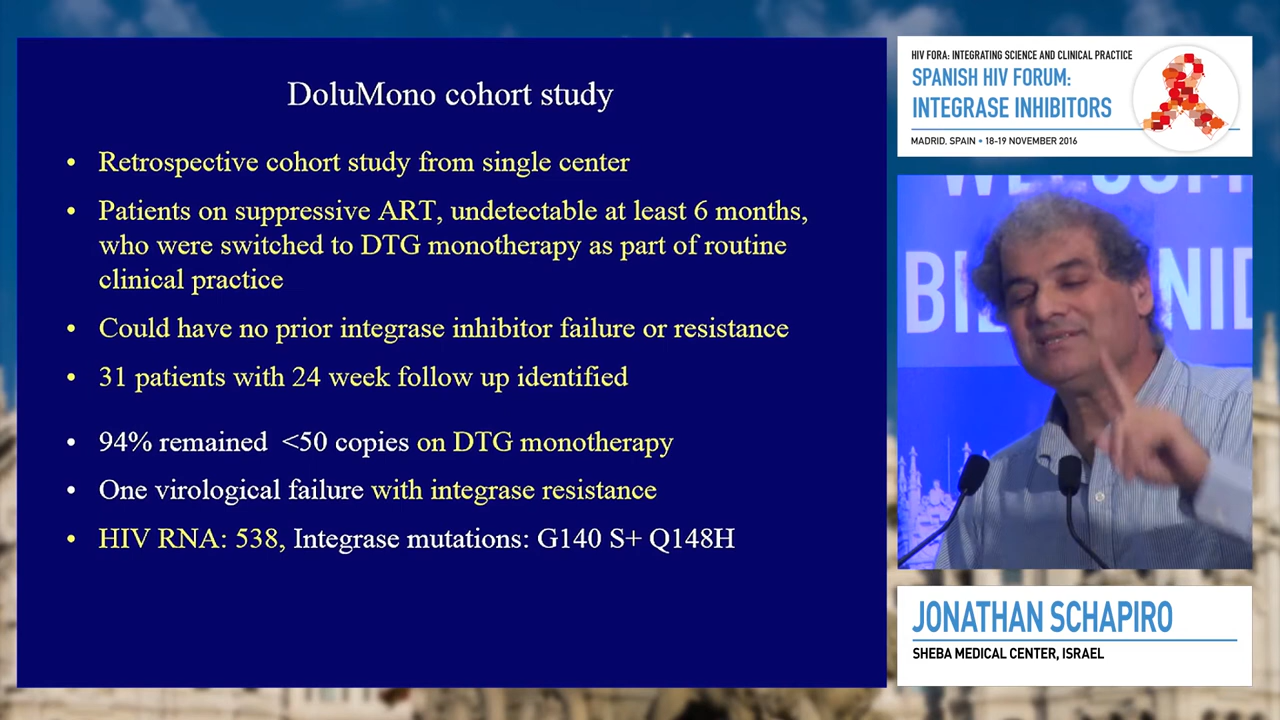 DoluMono cohort study
• Retrospective cohort study from single center
• Patients on suppressive ART, undetectable at least 6 months,
who were switched to DTG monotherapy as part of routine
clinical practice
• Could have no prior integrase inhibitor failure or resistance
• 31 patients with 24 week follow up identified
• 94% remained <50 copies on DTG monotherapy
• One virological failure with integrase resistance
• HIV RNA: 538, Integrase mutations: G140 S+ Q148H
HIV FORA: INTEGRATING SCIENCE AND CLINICAL PRACTICE
SPANISH HIV FORUM:
INTEGRASE INHIBITORS
MADRID, SPAIN • 18-19 NOVEMBER 2016
JONATHAN SCHAPIRO
SHEBA MEDICAL CENTER, ISRAEL